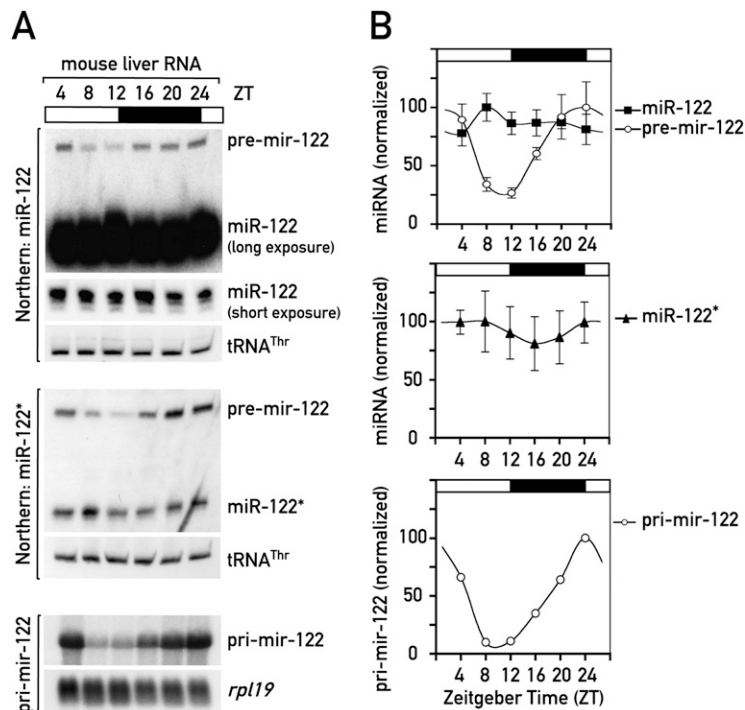 A
mouse liver RNA
4 8 12 16 20 24 ZT
Northern: miR-122
pre-mir-122
miR-122
(long exposure)
miR-122
(short exposure)
tRNAThr
Northern: miR-122*
pre-mir-122
miR-122*
tRNAThr
pri-mir-122
pri-mir-122
rpl19
B
miRNA (normalized)
100
75
50
25
0
4 8 12 16 20 24
miR-122
pre-mir-122
miRNA (normalized)
100
75
50
25
0
4 8 12 16 20 24
miR-122*
pri-mir-122 (normalized)
100
75
50
25
0
4 8 12 16 20 24
pri-mir-122
Zeitgeber Time (ZT)